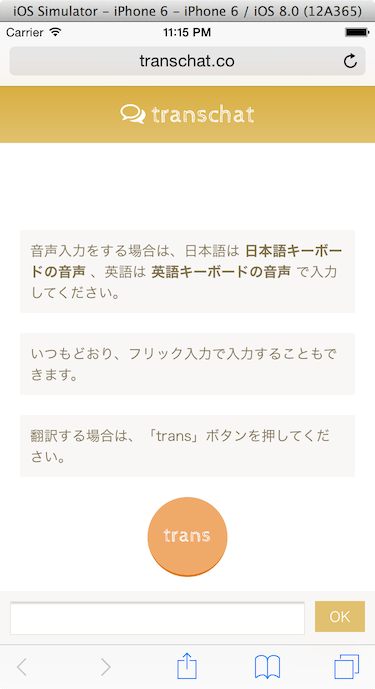 iOS Simulator – iPhone 6 – iPhone 6 / iOS 8.0 (12A365)
Carrier 11:15 PM
transchat.co
transchat
音声入力をする場合は、日本語は 日本語キーボー
ドの音声 、英語は 英語キーボードの音声 で入力
してください。
いつもどおり、フリック入力で入力することもで
きます。
翻訳する場合は、「trans」ボタンを押してくだ
さい。
trans
OK